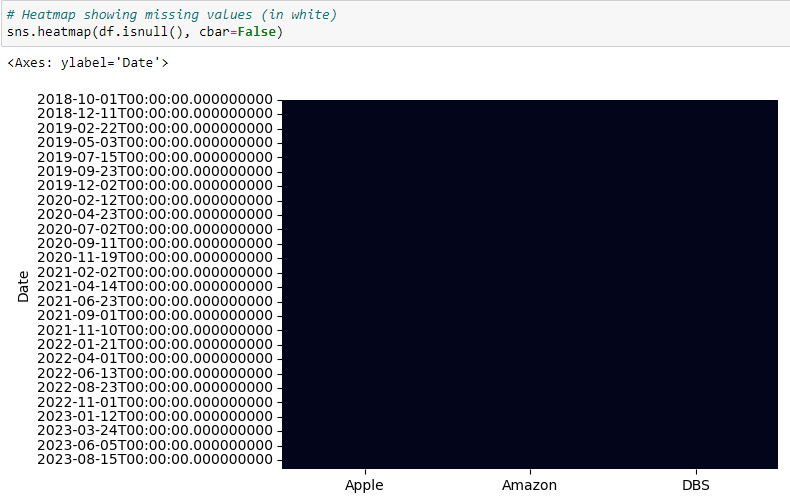 # Heatmap showing missing values (in white)
sns.heatmap(df.isnull(), cbar=False)
<Axes: ylabel='Date'>
2018-10-01T00:00:00.000000000
2018-12-11T00:00:00.000000000
2019-02-22T00:00:00.000000000
2019-05-03T00:00:00.000000000
2019-07-15T00:00:00.000000000
2019-09-23T00:00:00.000000000
2019-12-02T00:00:00.000000000
2020-02-12T00:00:00.000000000
2020-04-23T00:00:00.000000000
2020-07-02T00:00:00.000000000
2020-09-11T00:00:00.000000000
2020-11-19T00:00:00.000000000
2021-02-02T00:00:00.000000000
2021-04-14T00:00:00.000000000
2021-06-23T00:00:00.000000000
2021-09-01T00:00:00.000000000
2021-11-10T00:00:00.000000000
2022-01-21T00:00:00.000000000
2022-04-01T00:00:00.000000000
2022-06-13T00:00:00.000000000
2022-08-23T00:00:00.000000000
2022-11-01T00:00:00.000000000
2023-01-12T00:00:00.000000000
2023-03-24T00:00:00.000000000
2023-06-05T00:00:00.000000000
2023-08-15T00:00:00.000000000
Date
Apple Amazon DBS